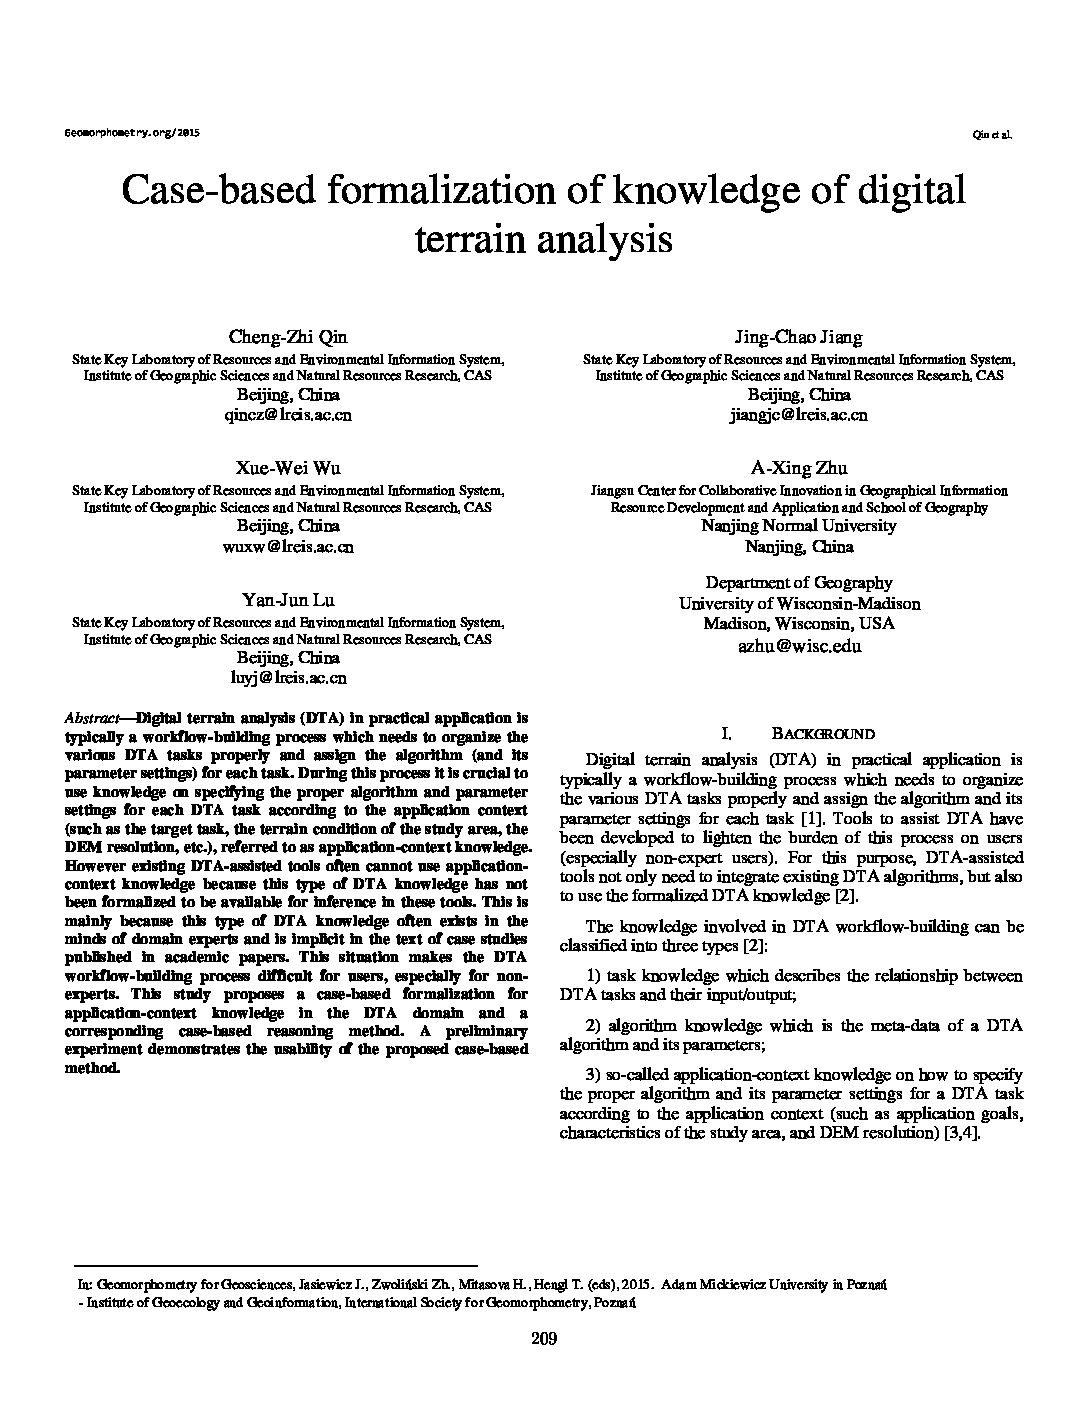 Geomorphometry.org/2015
Qin et al.
Case-based formalization of knowledge of digital
terrain analysis
Cheng-Zhi Qin
State Key Laboratory of Resources and Environmental Information System,
Institute of Geographic Sciences and Natural Resources Research, CAS
Beijing, China
qincz@lreis.ac.cn
Xue-Wei Wu
State Key Laboratory of Resources and Environmental Information System,
Institute of Geographic Sciences and Natural Resources Research, CAS
Beijing, China
wuxw@lreis.ac.cn
Yan-Jun Lu
State Key Laboratory of Resources and Environmental Information System,
Institute of Geographic Sciences and Natural Resources Research, CAS
Beijing, China
luyj@lreis.ac.cn
Jing-Chao Jiang
State Key Laboratory of Resources and Environmental Information System,
Institute of Geographic Sciences and Natural Resources Research, CAS
Beijing, China
jiangjc@lreis.ac.cn
A-Xing Zhu
Jiangsu Center for Collaborative Innovation in Geographical Information
Resource Development and Application and School of Geography
Nanjing Normal University
Nanjing, China
Department of Geography
University of Wisconsin-Madison
Madison, Wisconsin, USA
azhu@wisc.edu
Abstract—Digital terrain analysis (DTA) in practical application is
typically a workflow-building process which needs to organize the
various DTA tasks properly and assign the algorithm (and its
parameter settings) for each task. During this process it is crucial to
use knowledge on specifying the proper algorithm and parameter
settings for each DTA task according to the application context
(such as the target task, the terrain condition of the study area, the
DEM resolution, etc.), referred to as application-context knowledge.
However existing DTA-assisted tools often cannot use application-
context knowledge because this type of DTA knowledge has not
been formalized to be available for inference in these tools. This is
mainly because this type of DTA knowledge often exists in the
minds of domain experts and is implicit in the text of case studies
published in academic papers. This situation makes the DTA
workflow-building process difficult for users, especially for non-
experts. This study proposes a case-based formalization for
application-context knowledge in the DTA domain and a
corresponding case-based reasoning method. A preliminary
experiment demonstrates the usability of the proposed case-based
method.
I. BACKGROUND
Digital terrain analysis (DTA) in practical application is
typically a workflow-building process which needs to organize
the various DTA tasks properly and assign the algorithm and its
parameter settings for each task [1]. Tools to assist DTA have
been developed to lighten the burden of this process on users
(especially non-expert users). For this purpose, DTA-assisted
tools not only need to integrate existing DTA algorithms, but also
to use the formalized DTA knowledge [2].
The knowledge involved in DTA workflow-building can be
classified into three types [2]:
1) task knowledge which describes the relationship between
DTA tasks and their input/output;
2) algorithm knowledge which is the meta-data of a DTA
algorithm and its parameters;
3) so-called application-context knowledge on how to specify
the proper algorithm and its parameter settings for a DTA task
according to the application context (such as application goals,
characteristics of the study area, and DEM resolution) [3,4].
In: Geomorphometry for Geosciences, Jasiewicz J., Zwoliński Zb., Mitasova H., Hengl T. (eds), 2015. Adam Mickiewicz University in Poznań
- Institute of Geoecology and Geoinformation, International Society for Geomorphometry, Poznań
209